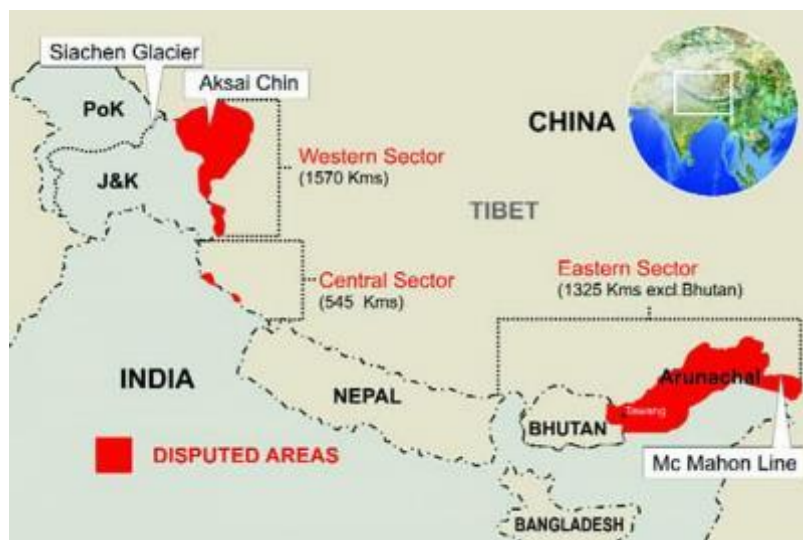 Siachen Glacier
Aksai Chin
PoK
CHINA
J&K
Western Sector
(1570 Kms)
TIBET
Central Sector
(545 Kms)
Eastern Sector
(1325 Kms excl.Bhutan)
INDIA
NEPAL
Arunachal
Tawang
BHUTAN
DISPUTED AREAS
Mc Mahon Line
BANGLADESH